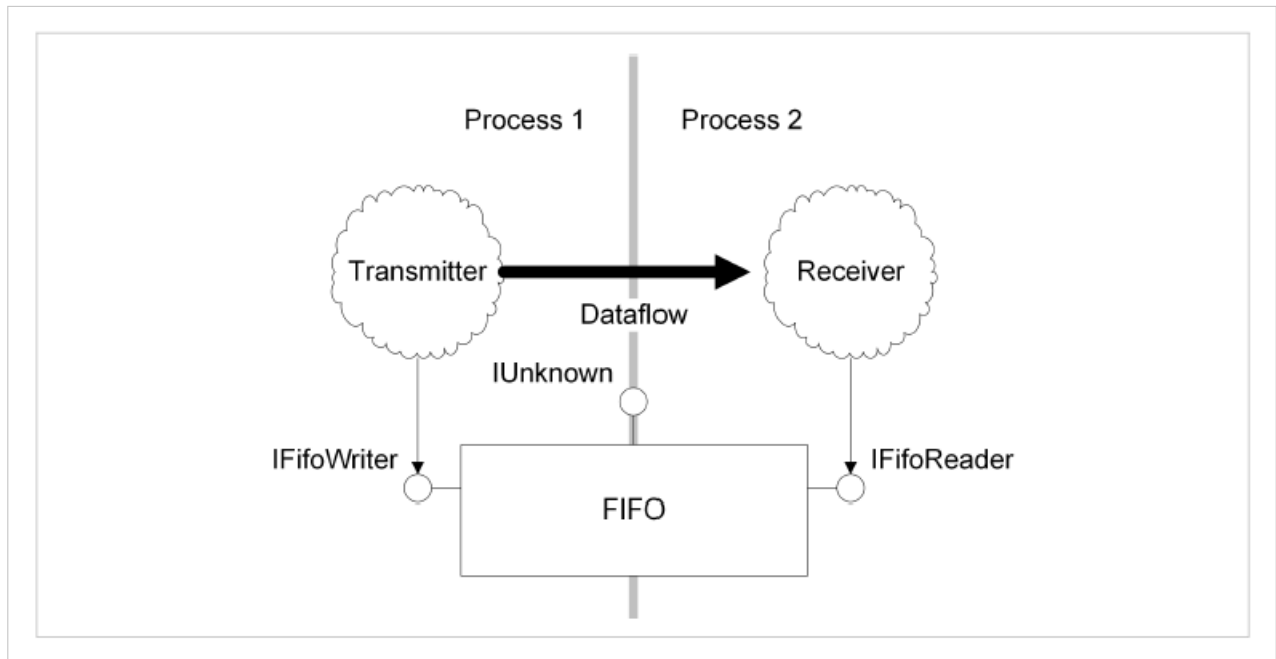 Process 1
Process 2
Transmitter
Receiver
Dataflow
IUnknown
IFifoWriter
IFifoReader
FIFO